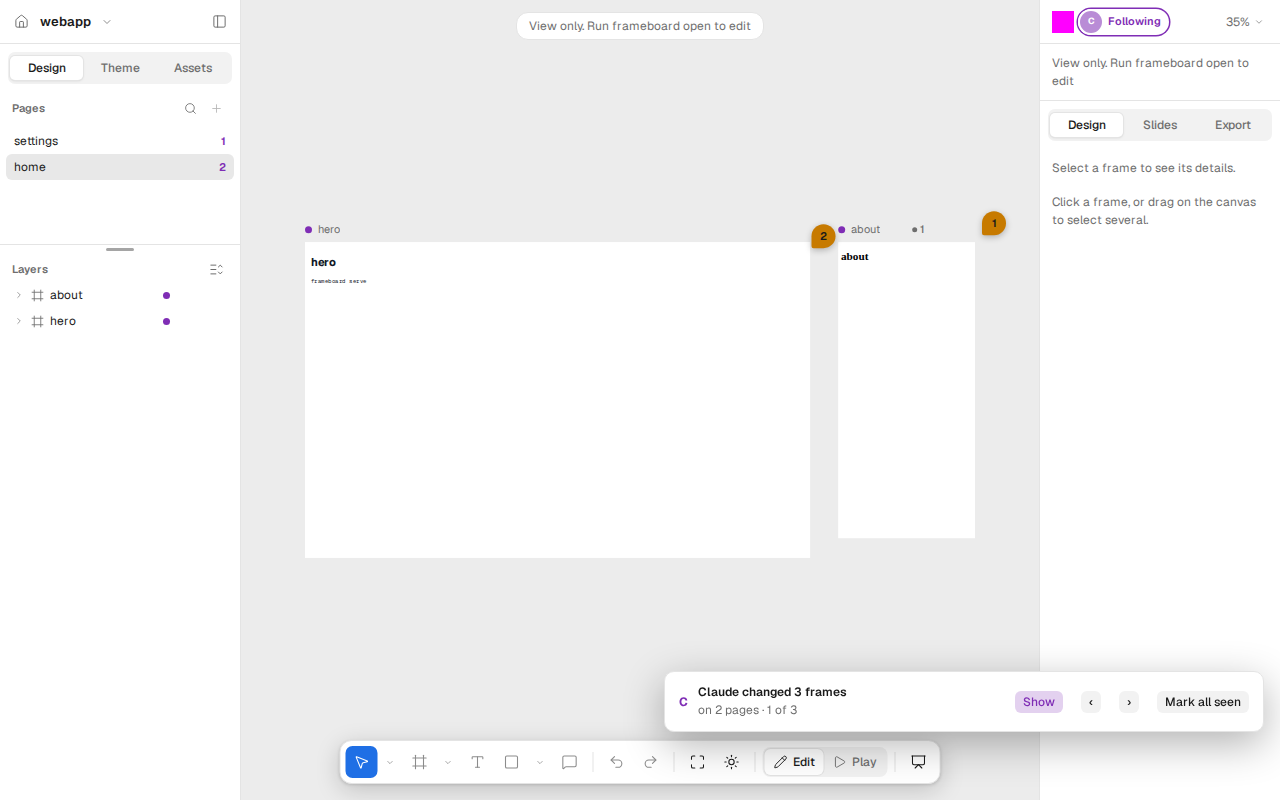 webapp
View only. Run frameboard open to edit
C
Following
35%
Design
Theme
Assets
View only. Run frameboard open to
edit
Pages
Design
Slides
Export
settings
1
home
2
Select a frame to see its details.
Click a frame, or drag on the canvas
to select several.
hero
2
about
1
1
hero
frameboard serve
about
Layers
about
hero
C
Claude changed 3 frames
on 2 pages · 1 of 3
Show
‹
›
Mark all seen
Edit
Play